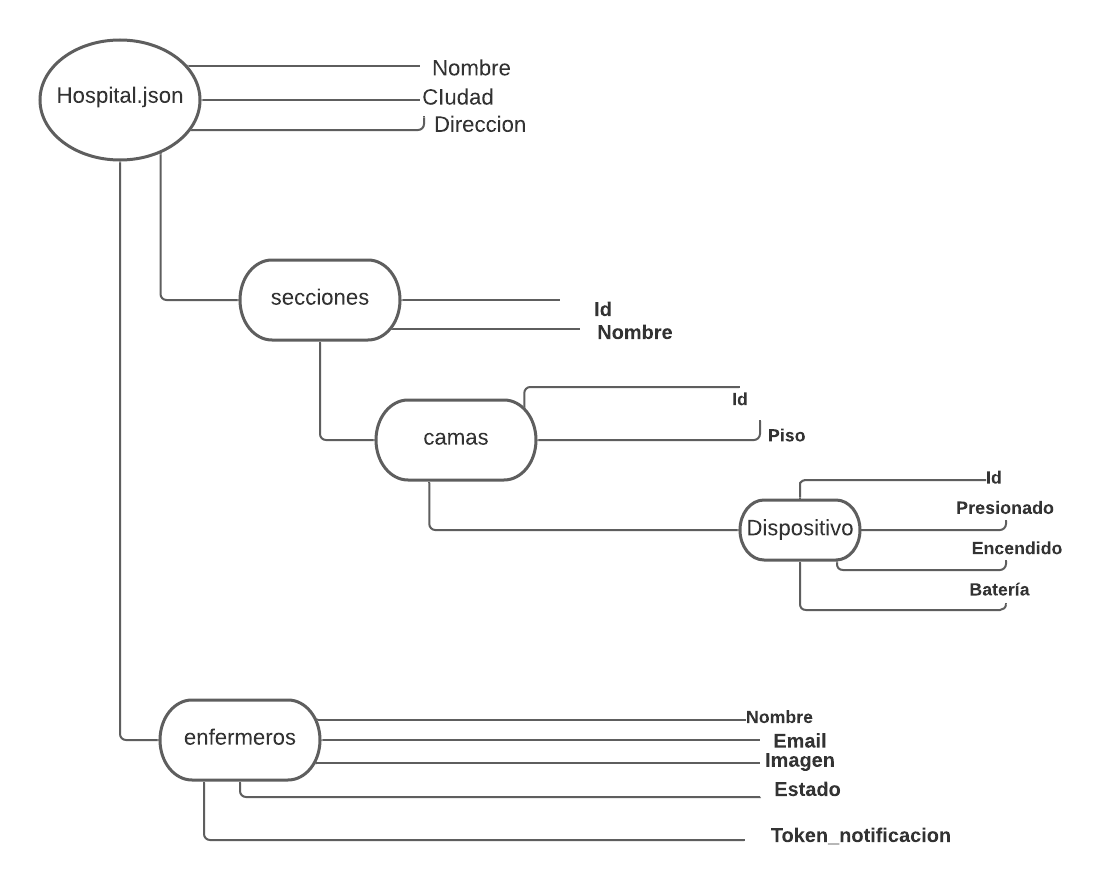 Hospital.json
Nombre
CIudad
Direccion
secciones
Id
Nombre
camas
Id
Piso
Dispositivo
Id
Presionado
Encendido
Batería
enfermeros
Nombre
Email
Imagen
Estado
Token_notificacion